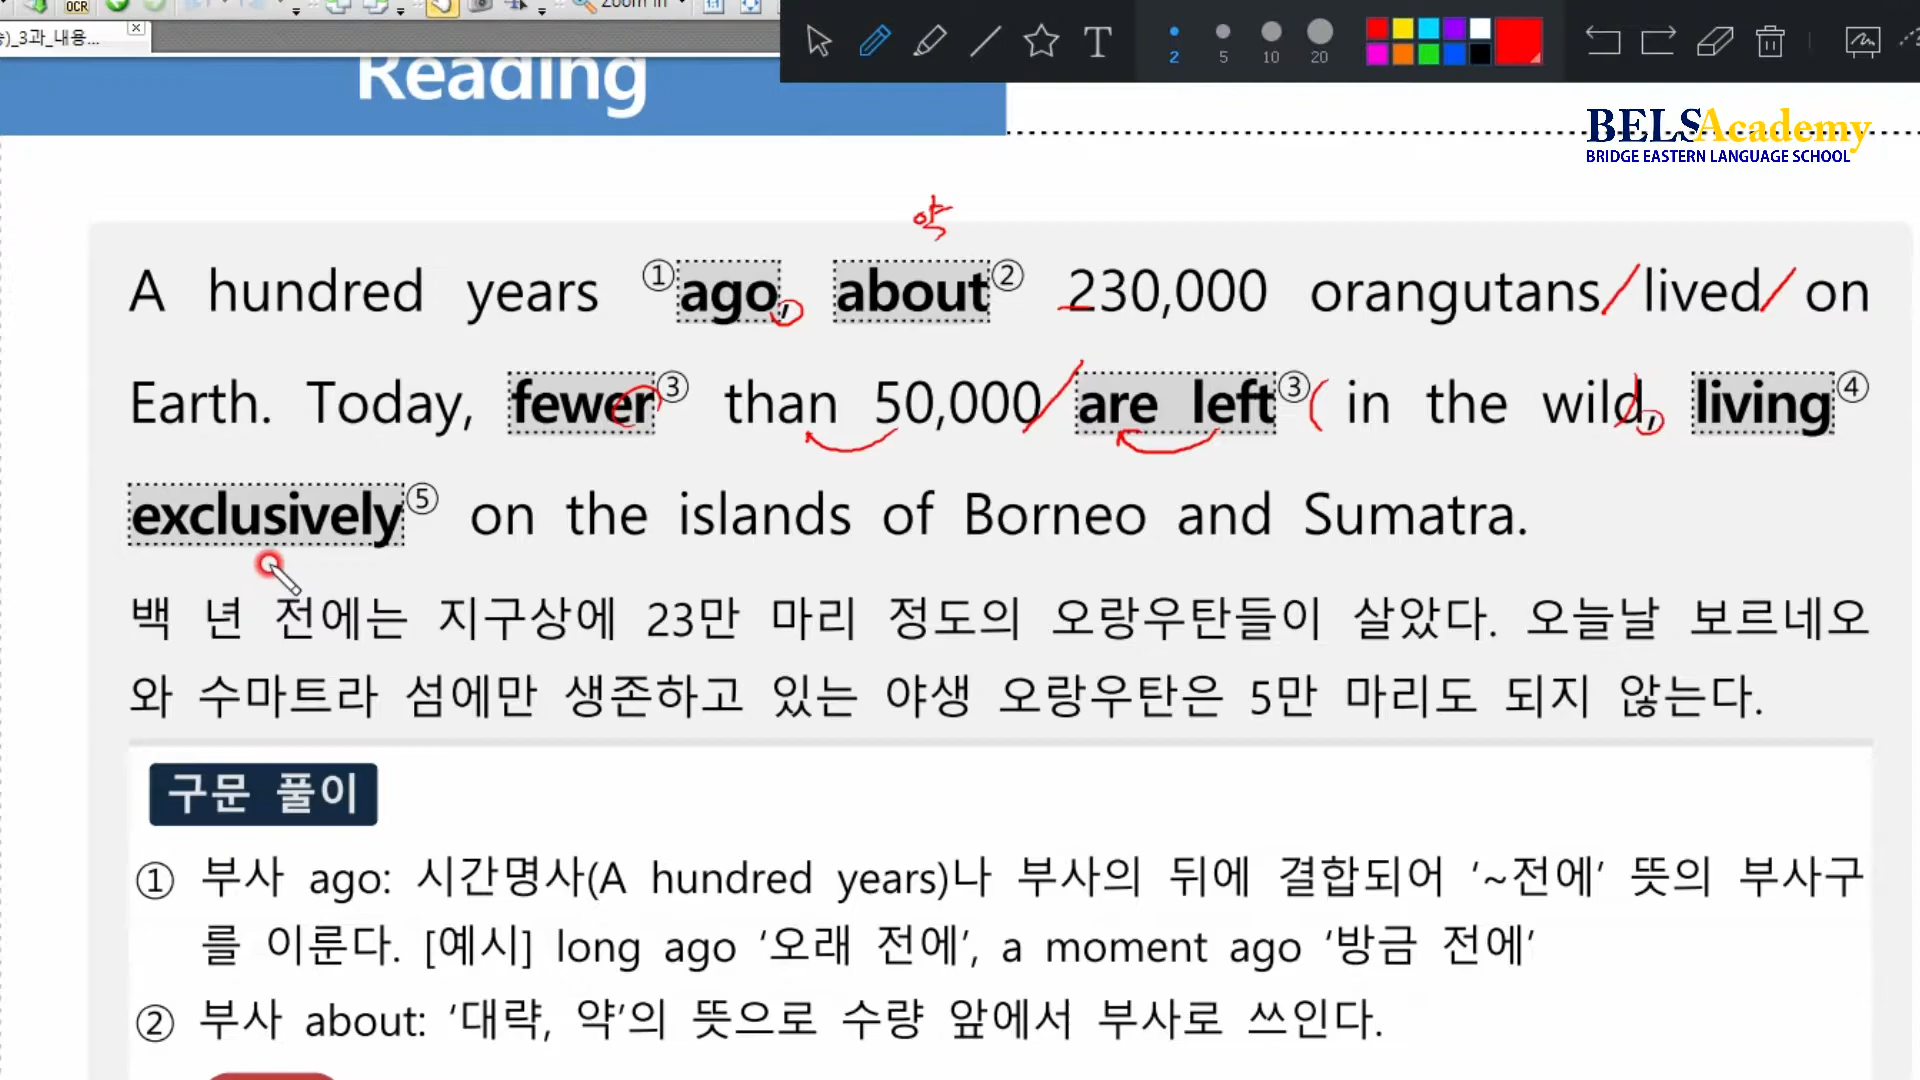 OCR
Zoom In
)_3과_내용...
2 5 10 20
Reading
BELS Academy
BRIDGE EASTERN LANGUAGE SCHOOL
약
A hundred years ①ago, about② 230,000 orangutans/lived/on
Earth. Today, fewer③ than 50,000/are left③( in the wild, living④
exclusively⑤ on the islands of Borneo and Sumatra.
백 년 전에는 지구상에 23만 마리 정도의 오랑우탄들이 살았다. 오늘날 보르네오
와 수마트라 섬에만 생존하고 있는 야생 오랑우탄은 5만 마리도 되지 않는다.
구문 풀이
① 부사 ago: 시간명사(A hundred years)나 부사의 뒤에 결합되어 ‘~전에’ 뜻의 부사구
를 이룬다. [예시] long ago ‘오래 전에’, a moment ago ‘방금 전에’
② 부사 about: ‘대략, 약’의 뜻으로 수량 앞에서 부사로 쓰인다.